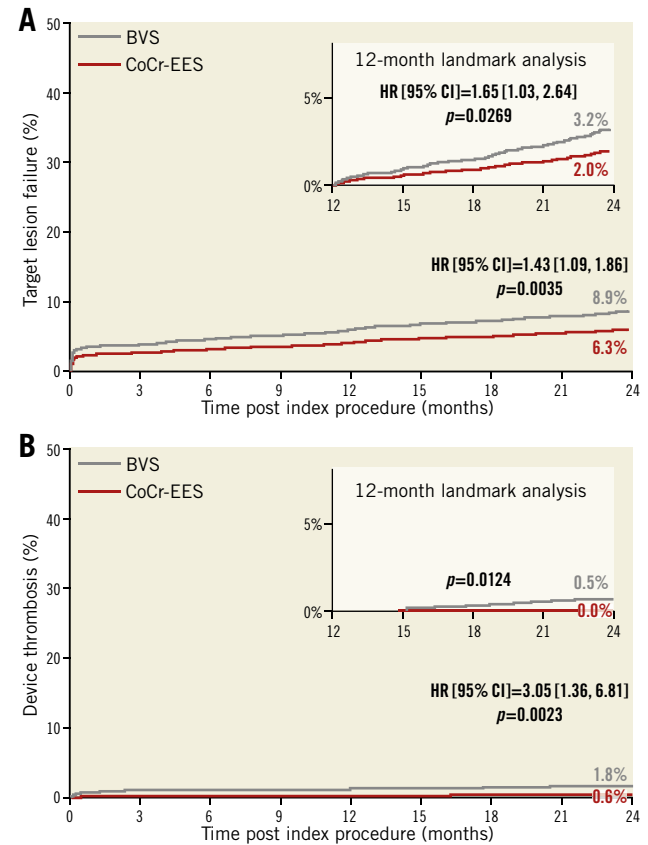 A
50
BVS
CoCr-EES
40
30
20
10
0
Target lesion failure (%)
12-month landmark analysis
HR [95% CI]=1.65 [1.03, 2.64]
p=0.0269
5%
0%
3.2%
2.0%
12 15 18 21 24
HR [95% CI]=1.43 [1.09, 1.86]
p=0.0035
8.9%
6.3%
0 3 6 9 12 15 18 21 24
Time post index procedure (months)
B
50
BVS
CoCr-EES
40
30
20
10
0
Device thrombosis (%)
12-month landmark analysis
5%
0%
p=0.0124
0.5%
0.0%
12 15 18 21 24
HR [95% CI]=3.05 [1.36, 6.81]
p=0.0023
1.8%
0.6%
0 3 6 9 12 15 18 21 24
Time post index procedure (months)